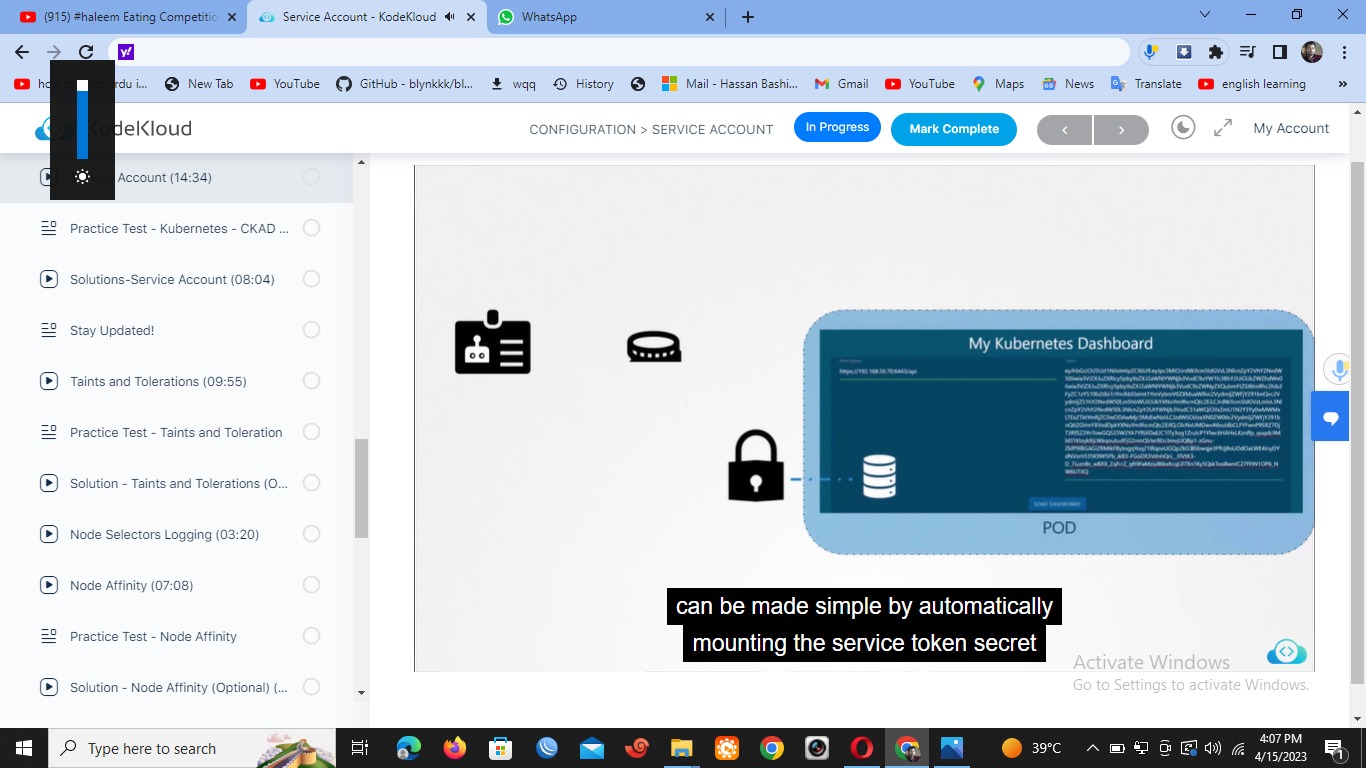 (915) #haleem Eating Competitio
Service Account - KodeKloud
WhatsApp
y!
New Tab
YouTube
GitHub - blynkkk/bl...
wqq
History
Mail - Hassan Bashi...
Gmail
YouTube
Maps
News
Translate
english learning
»
KodeKloud
CONFIGURATION > SERVICE ACCOUNT
In Progress
Mark Complete
My Account
Account (14:34)
Practice Test - Kubernetes - CKAD ...
Solutions-Service Account (08:04)
Stay Updated!
Taints and Tolerations (09:55)
Practice Test - Taints and Toleration
Solution - Taints and Tolerations (O...
Node Selectors Logging (03:20)
Node Affinity (07:08)
Practice Test - Node Affinity
Solution - Node Affinity (Optional) (...
My Kubernetes Dashboard
https://192.168.56.70:6443/api
LOAD DASHBOARD
POD
can be made simple by automatically
mounting the service token secret
Activate Windows
Go to Settings to activate Windows.
Type here to search
39°C
4:07 PM
4/15/2023
1